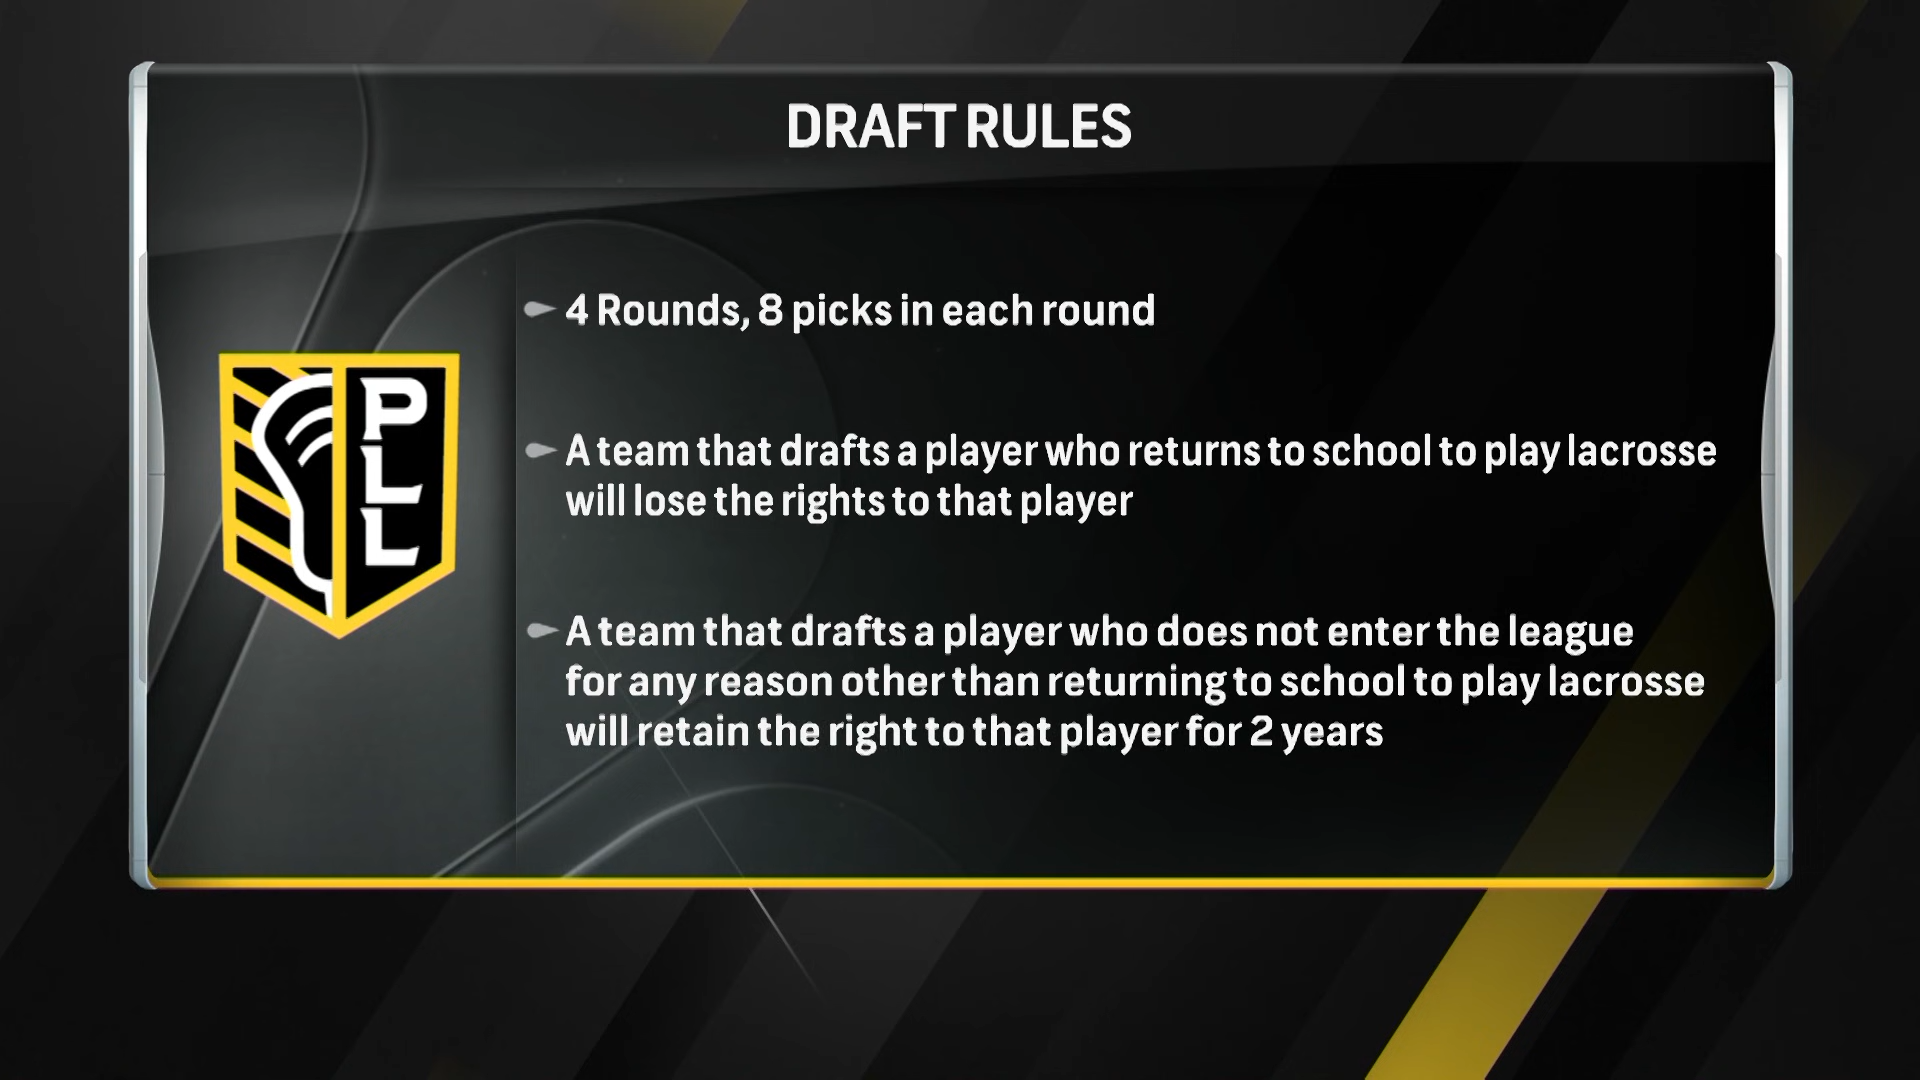 DRAFT RULES
4 Rounds, 8 picks in each round
A team that drafts a player who returns to school to play lacrosse
will lose the rights to that player
PLL
A team that drafts a player who does not enter the league
for any reason other than returning to school to play lacrosse
will retain the right to that player for 2 years